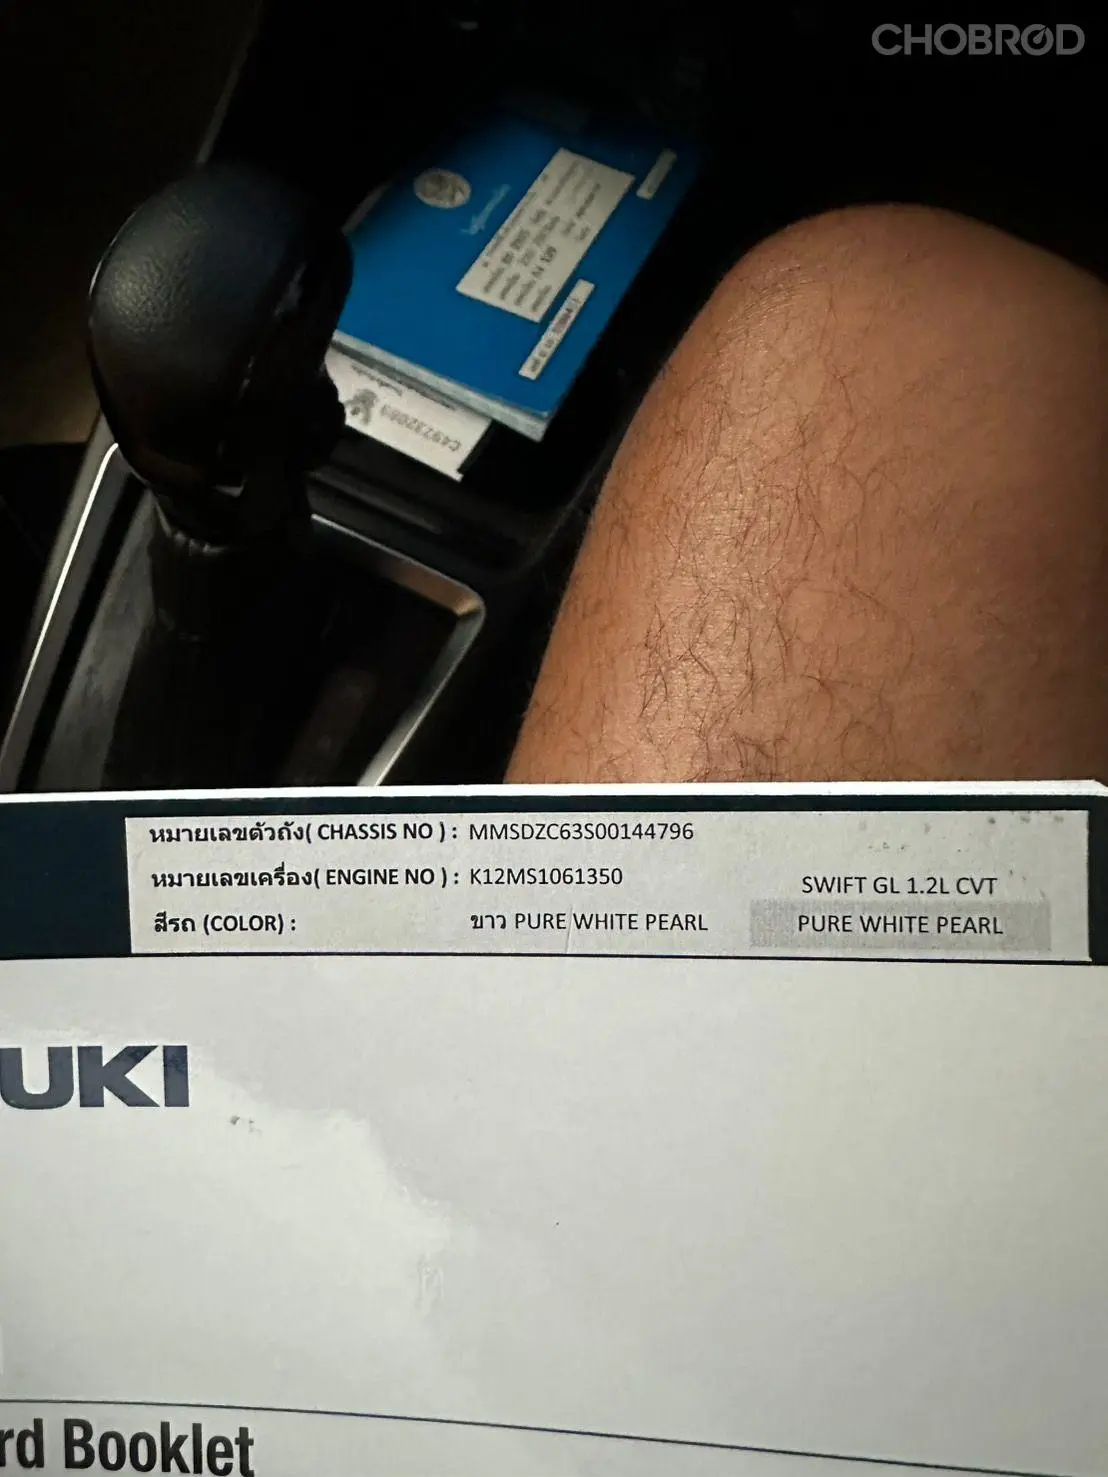 CHOBROD
C49732089
หมายเลขตัวถัง( CHASSIS NO ) : MMSDZC63S00144796
หมายเลขเครื่อง( ENGINE NO ) : K12MS1061350
SWIFT GL 1.2L CVT
สีรถ (COLOR) : ขาว PURE WHITE PEARL
PURE WHITE PEARL
UKI
rd Booklet